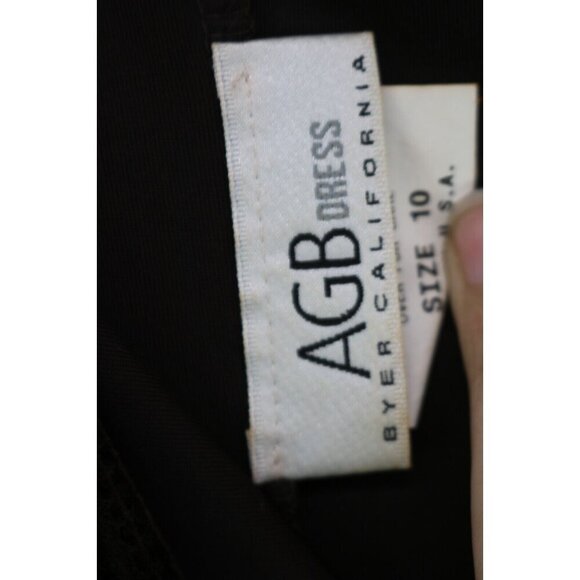 AGB DRESS
BYER CALIFORNIA
SIZE 10
U.S.A.